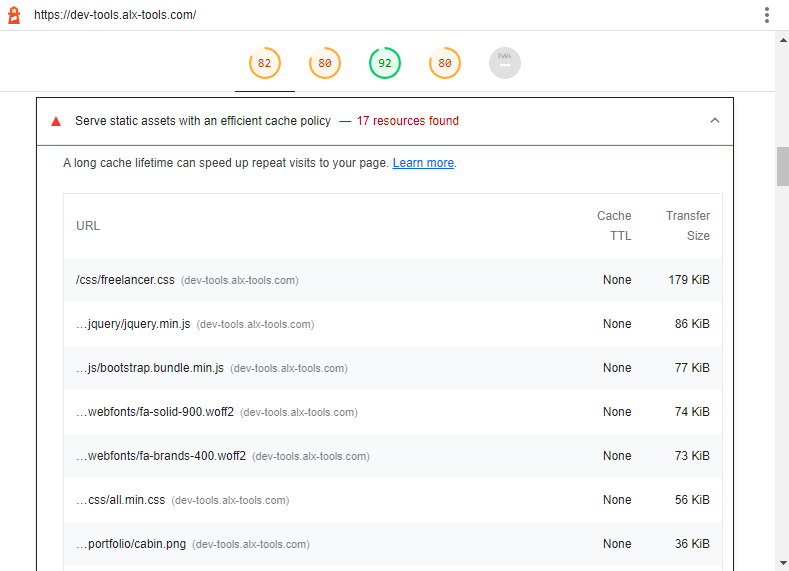 https://dev-tools.alx-tools.com/
82 80 92 80 PWA
Serve static assets with an efficient cache policy — 17 resources found
A long cache lifetime can speed up repeat visits to your page. Learn more.
URL Cache TTL Transfer Size
/css/freelancer.css (dev-tools.alx-tools.com) None 179 KiB
…jquery/jquery.min.js (dev-tools.alx-tools.com) None 86 KiB
…js/bootstrap.bundle.min.js (dev-tools.alx-tools.com) None 77 KiB
…webfonts/fa-solid-900.woff2 (dev-tools.alx-tools.com) None 74 KiB
…webfonts/fa-brands-400.woff2 (dev-tools.alx-tools.com) None 73 KiB
…css/all.min.css (dev-tools.alx-tools.com) None 56 KiB
…portfolio/cabin.png (dev-tools.alx-tools.com) None 36 KiB